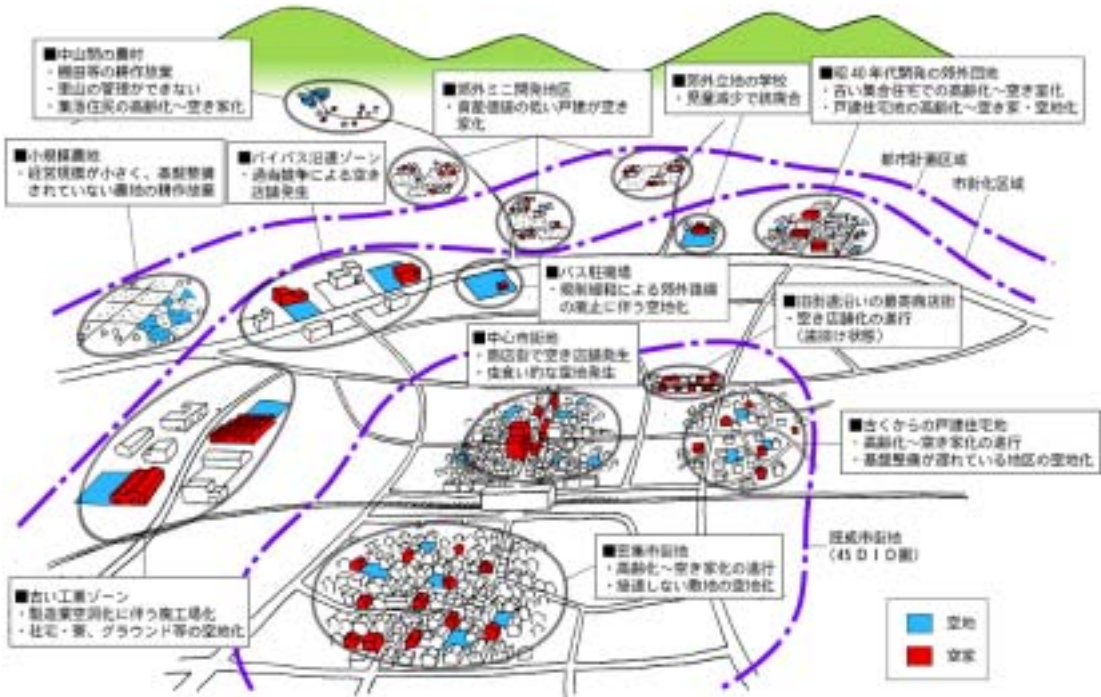 ■中山間の農村
・棚田等の耕作放棄
・里山の管理ができない
・集落住民の高齢化～空き家化
■郊外ミニ開発地区
・資産価値の低い戸建が空き
家化
■郊外立地の学校
・児童減少で統廃合
■昭40年代開発の郊外団地
・古い集合住宅での高齢化～空き室化
・戸建住宅地の高齢化～空き家・空地化
■小規模農地
・経営規模が小さく、基盤整備
されていない農地の耕作放棄
■バイパス沿道ゾーン
・過当競争による空き
店舗発生
都市計画区域
市街化区域
■バス駐機場
・規制緩和による郊外路線
の廃止に伴う空地化
■旧街道沿いの最寄商店街
・空き店舗化の進行
（歯抜け状態）
■中心市街地
・商店街で空き店舗発生
・虫食い的な空地発生
■古くからの戸建住宅地
・高齢化～空き家化の進行
・基盤整備が遅れている地区の空地化
既成市街地
（45ＤＩＤ圏）
■密集市街地
・高齢化～空き家化の進行
・接道しない敷地の空地化
■古い工業ゾーン
・製造業空洞化に伴う廃工場化
・社宅・寮、グラウンド等の空地化
空地
空家